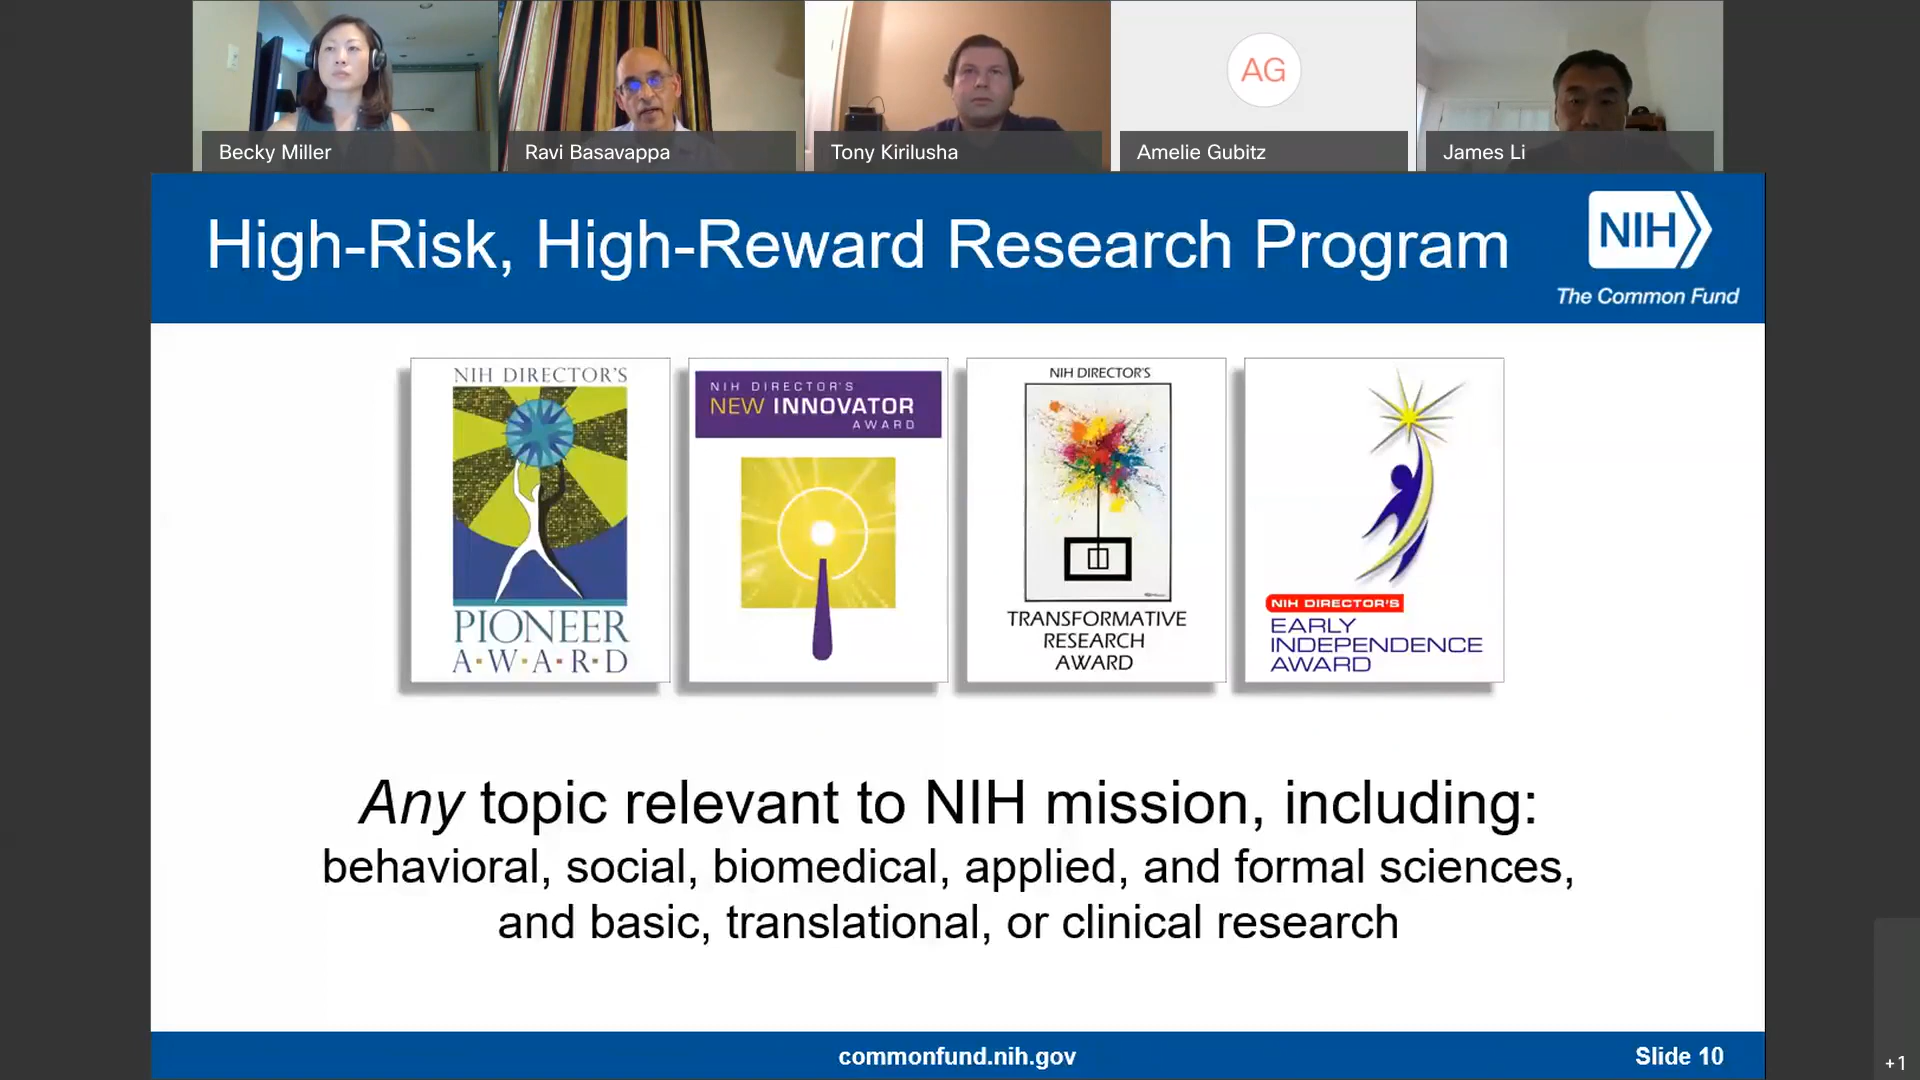 Becky Miller
Ravi Basavappa
Tony Kirilusha
AG
Amelie Gubitz
James Li
High-Risk, High-Reward Research Program
NIH
The Common Fund
NIH DIRECTOR'S
PIONEER
A·W·A·R·D
NIH DIRECTOR'S
NEW INNOVATOR
AWARD
NIH DIRECTOR'S
TRANSFORMATIVE
RESEARCH
AWARD
NIH DIRECTOR'S
EARLY
INDEPENDENCE
AWARD
Any topic relevant to NIH mission, including:
behavioral, social, biomedical, applied, and formal sciences,
and basic, translational, or clinical research
commonfund.nih.gov
Slide 10
+1